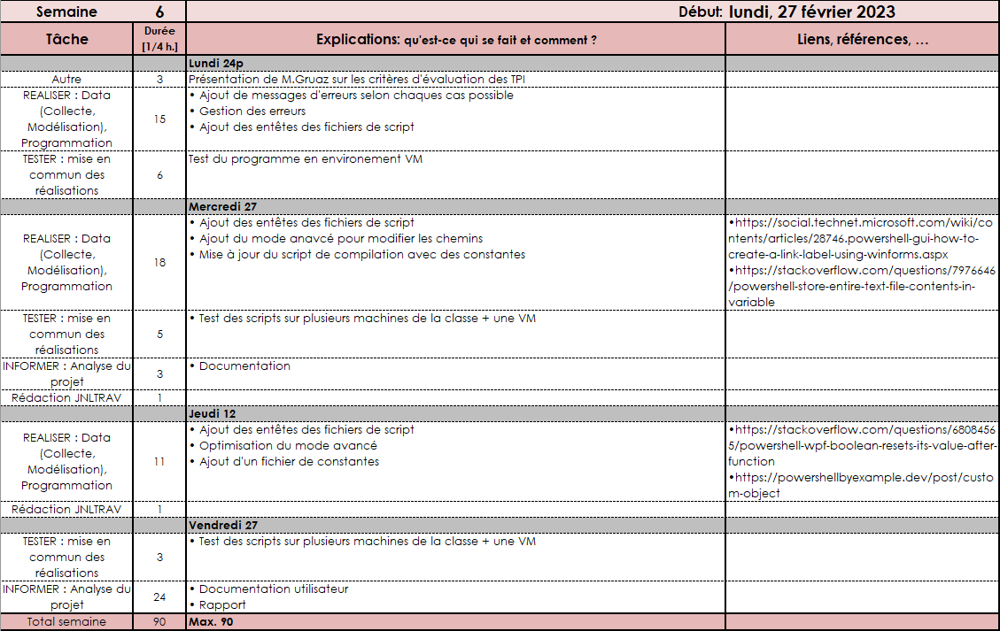 Semaine 6 Début: lundi, 27 février 2023
Tâche Durée [1/4 h.] Explications: qu'est-ce qui se fait et comment ? Liens, références, …
Lundi 24p
Autre 3 Présentation de M.Gruaz sur les critères d'évaluation des TPI
REALISER : Data
(Collecte,
Modélisation),
Programmation
15
• Ajout de messages d'erreurs selon chaques cas possible
• Gestion des erreurs
• Ajout des entêtes des fichiers de script
TESTER : mise en
commun des
réalisations
6
Test du programme en environement VM
Mercredi 27
REALISER : Data
(Collecte,
Modélisation),
Programmation
18
• Ajout des entêtes des fichiers de script
• Ajout du mode anavcé pour modifier les chemins
• Mise à jour du script de compilation avec des constantes
•https://social.technet.microsoft.com/wiki/co
ntents/articles/28746.powershell-gui-how-to-
create-a-link-label-using-winforms.aspx
•https://stackoverflow.com/questions/7976646
/powershell-store-entire-text-file-contents-in-
variable
TESTER : mise en
commun des
réalisations
5
• Test des scripts sur plusieurs machines de la classe + une VM
INFORMER : Analyse du
projet
3
• Documentation
Rédaction JNLTRAV 1
Jeudi 12
REALISER : Data
(Collecte,
Modélisation),
Programmation
11
• Ajout des entêtes des fichiers de script
• Optimisation du mode avancé
• Ajout d'un fichier de constantes
•https://stackoverflow.com/questions/6808456
5/powershell-wpf-boolean-resets-its-value-after-
function
•https://powershellbyexample.dev/post/custo
m-object
Rédaction JNLTRAV 1
Vendredi 27
TESTER : mise en
commun des
réalisations
3
• Test des scripts sur plusieurs machines de la classe + une VM
INFORMER : Analyse du
projet
24
• Documentation utilisateur
• Rapport
Total semaine 90 Max. 90